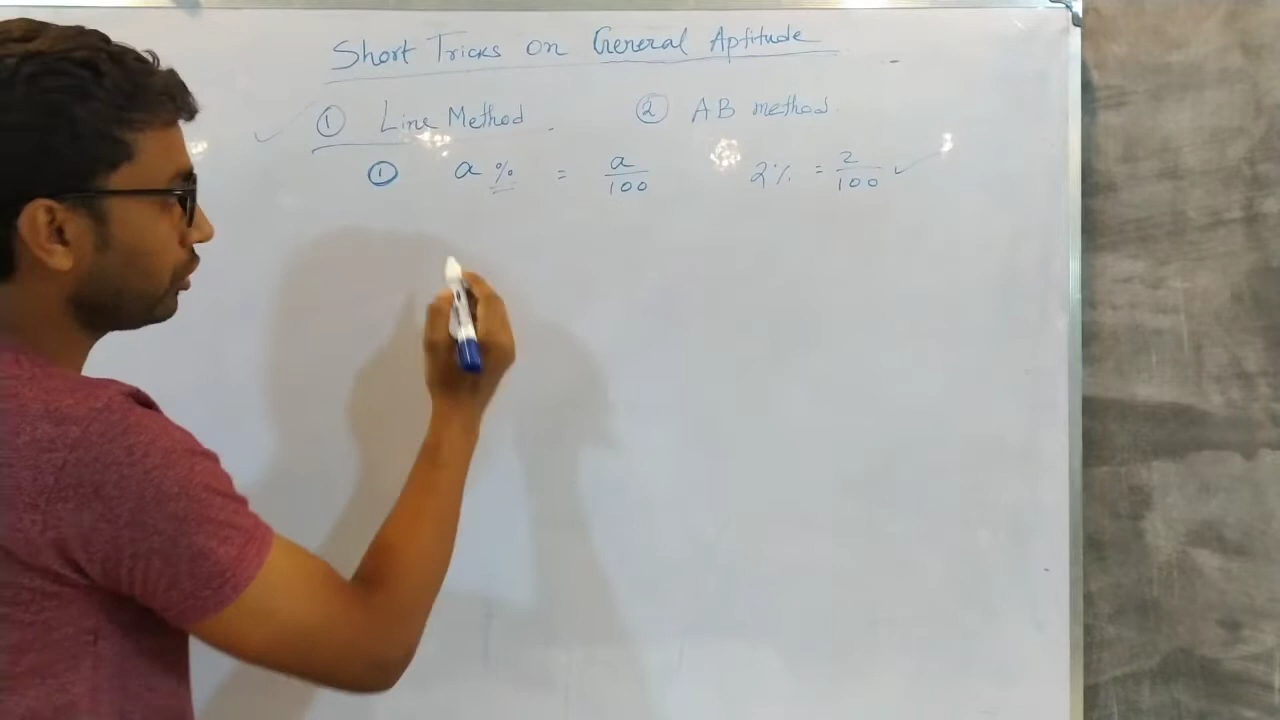 Short Tricks on General Aptitude
① Line Method. ② AB method.
① a % = a/100 2% = 2/100 ✓